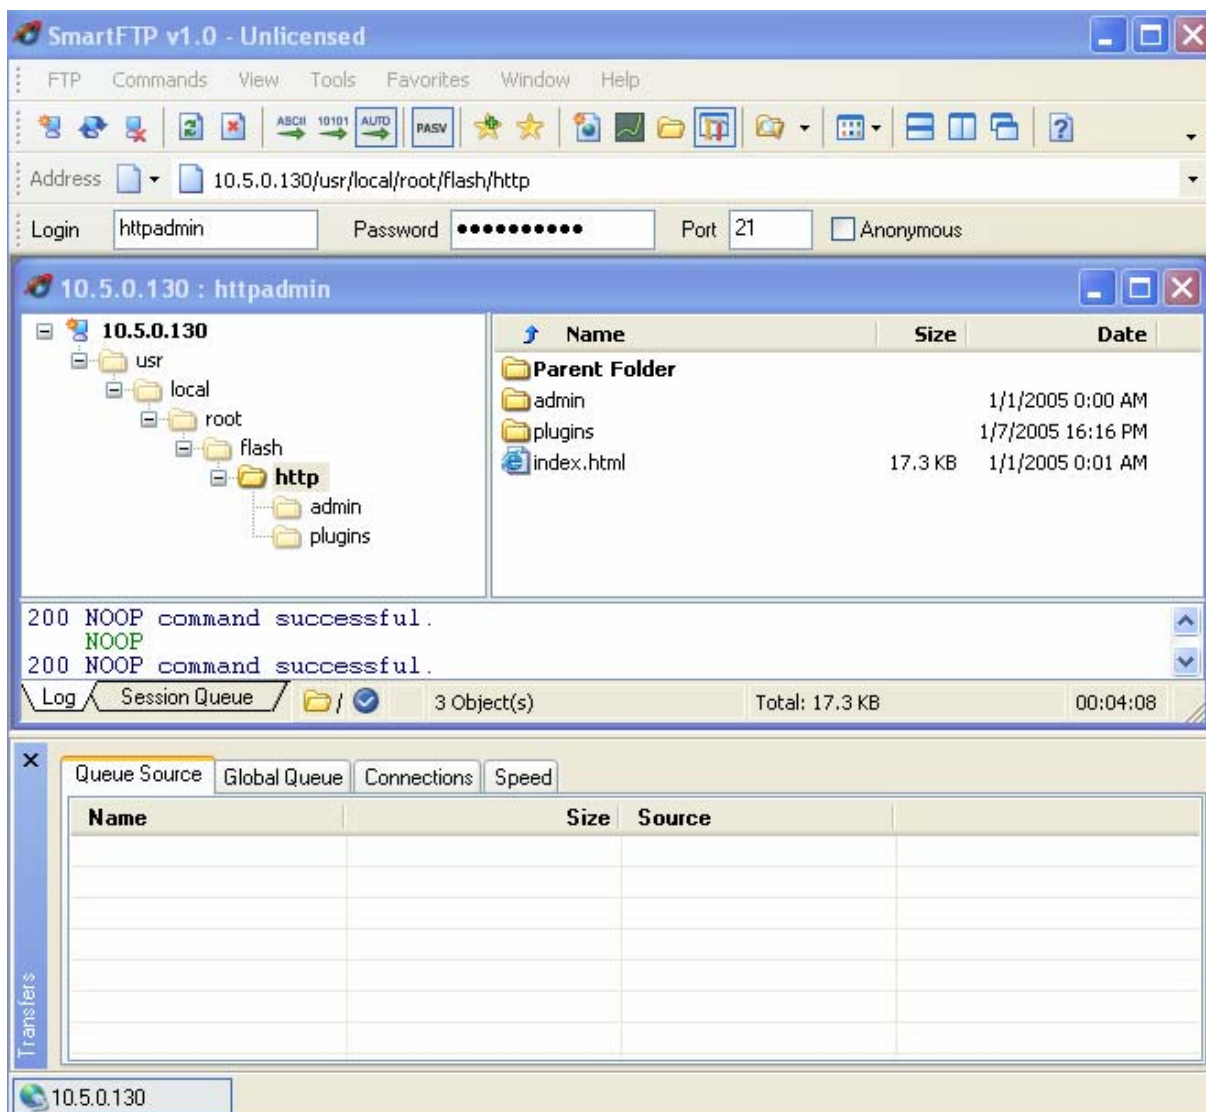 SmartFTP v1.0 - Unlicensed
FTP Commands View Tools Favorites Window Help
ASCII 10101 AUTO PASV
Address 10.5.0.130/usr/local/root/flash/http
Login httpadmin Password ●●●●●●●●●● Port 21 Anonymous
10.5.0.130 : httpadmin
10.5.0.130
usr
local
root
flash
http
admin
plugins
Name Size Date
Parent Folder
admin 1/1/2005 0:00 AM
plugins 1/7/2005 16:16 PM
index.html 17.3 KB 1/1/2005 0:01 AM
200 NOOP command successful.
NOOP
200 NOOP command successful.
Log Session Queue / 3 Object(s) Total: 17.3 KB 00:04:08
Transfers
Queue Source Global Queue Connections Speed
Name Size Source
10.5.0.130